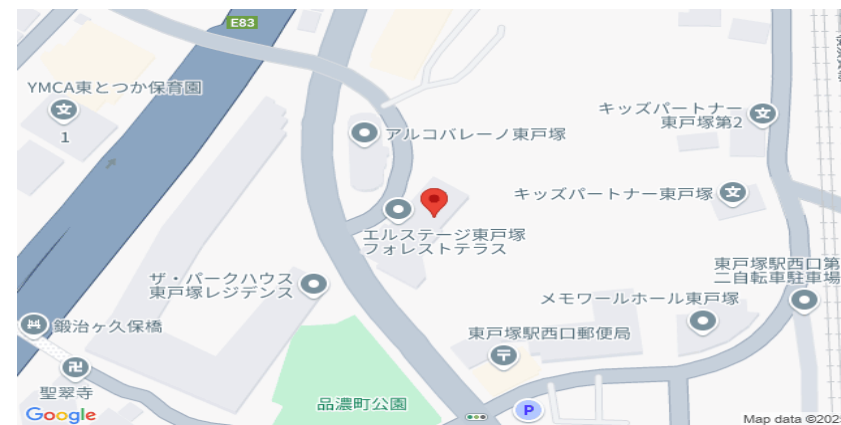 E83
YMCA東とつか保育園
1
アルコバレーノ東戸塚
キッズパートナー
東戸塚第2
キッズパートナー東戸塚
エルステージ東戸塚
フォレストテラス
東戸塚駅西口第
二自転車駐車場
ザ・パークハウス
東戸塚レジデンス
メモワールホール東戸塚
鍛治ヶ久保橋
東戸塚駅西口郵便局
聖翠寺
品濃町公園
P
Google
Map data ©202